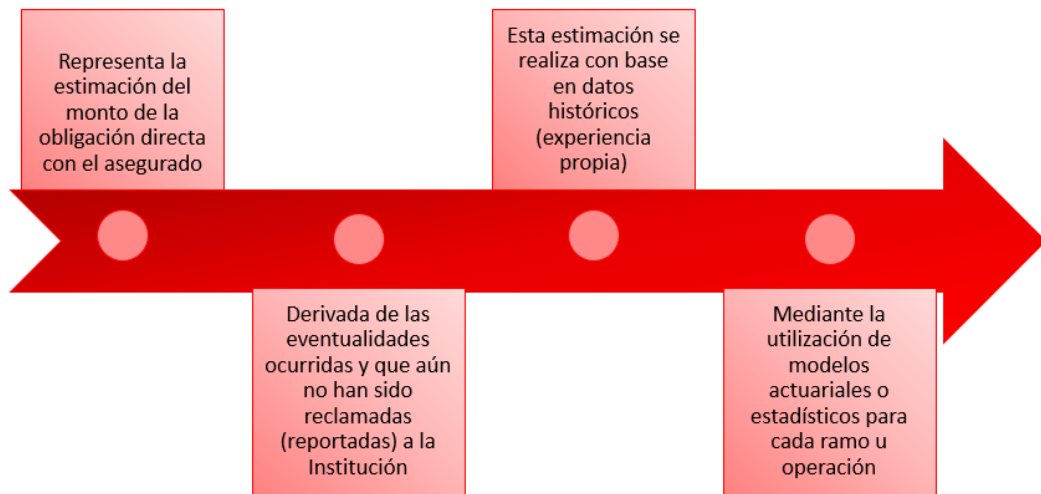 Representa la
estimación del
monto de la
obligación directa
con el asegurado
Derivada de las
eventualidades
ocurridas y que aún
no han sido
reclamadas
(reportadas) a la
Institución
Esta estimación se
realiza con base
en datos
históricos
(experiencia
propia)
Mediante la
utilización de
modelos
actuariales o
estadísticos para
cada ramo u
operación